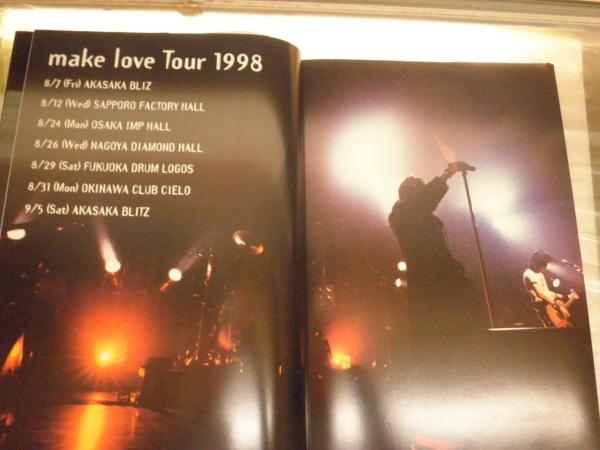 make love Tour 1998
8/7 (Fri) AKASAKA BLIZ
8/12 (Wed) SAPPORO FACTORY HALL
8/24 (Mon) OSAKA IMP HALL
8/26 (Wed) NAGOYA DIAMOND HALL
8/29 (Sat) FUKUOKA DRUM LOGOS
8/31 (Mon) OKINAWA CLUB CIELO
9/5 (Sat) AKASAKA BLITZ